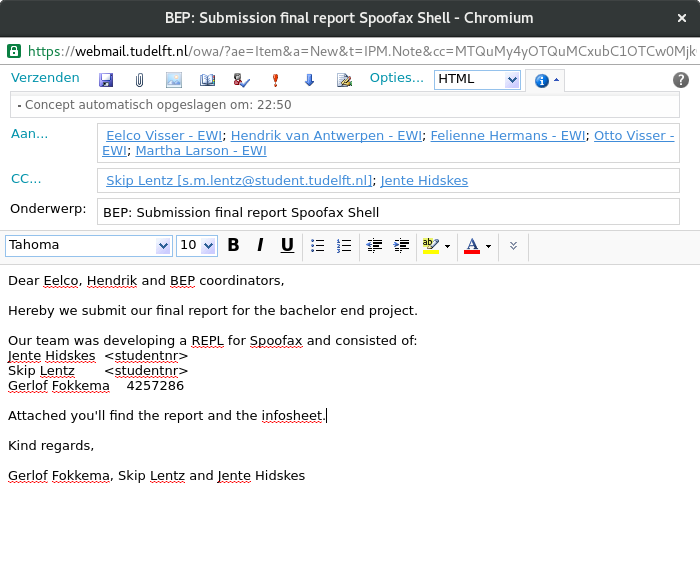 BEP: Submission final report Spoofax Shell - Chromium
https://webmail.tudelft.nl/owa/?ae=Item&a=New&t=IPM.Note&cc=MTQuMy4yOTQuMCxubC1OTCw0Mjk
Verzenden Opties... HTML
- Concept automatisch opgeslagen om: 22:50
Aan... Eelco Visser - EWI; Hendrik van Antwerpen - EWI; Felienne Hermans - EWI; Otto Visser -
EWI; Martha Larson - EWI
CC... Skip Lentz [s.m.lentz@student.tudelft.nl]; Jente Hidskes
Onderwerp: BEP: Submission final report Spoofax Shell
Tahoma 10 B I U ab A
Dear Eelco, Hendrik and BEP coordinators,
Hereby we submit our final report for the bachelor end project.
Our team was developing a REPL for Spoofax and consisted of:
Jente Hidskes <studentnr>
Skip Lentz <studentnr>
Gerlof Fokkema 4257286
Attached you'll find the report and the infosheet.
Kind regards,
Gerlof Fokkema, Skip Lentz and Jente Hidskes